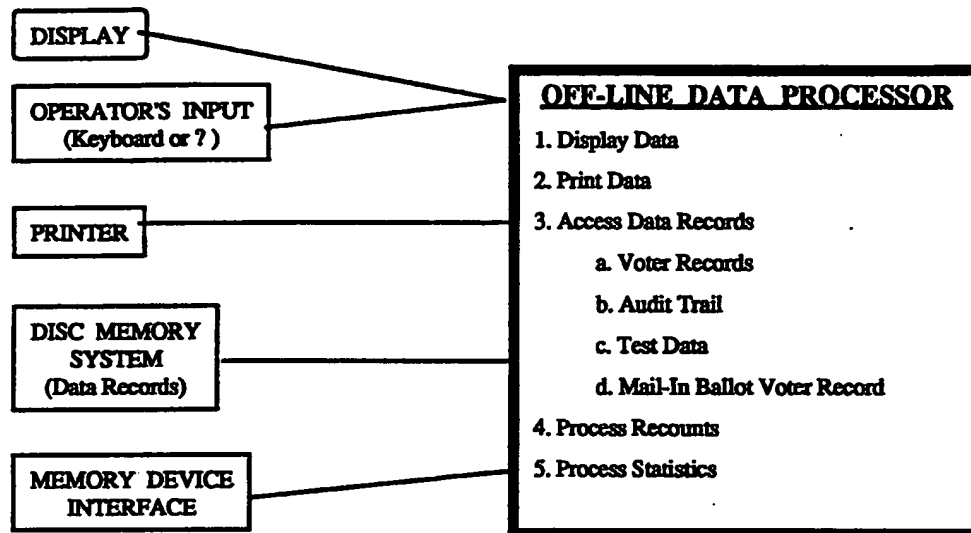 DISPLAY
OPERATOR'S INPUT
(Keyboard or ? )
PRINTER
DISC MEMORY
SYSTEM
(Data Records)
MEMORY DEVICE
INTERFACE
OFF-LINE DATA PROCESSOR
1. Display Data
2. Print Data
3. Access Data Records
a. Voter Records
b. Audit Trail
c. Test Data
d. Mail-In Ballot Voter Record
4. Process Recounts
5. Process Statistics